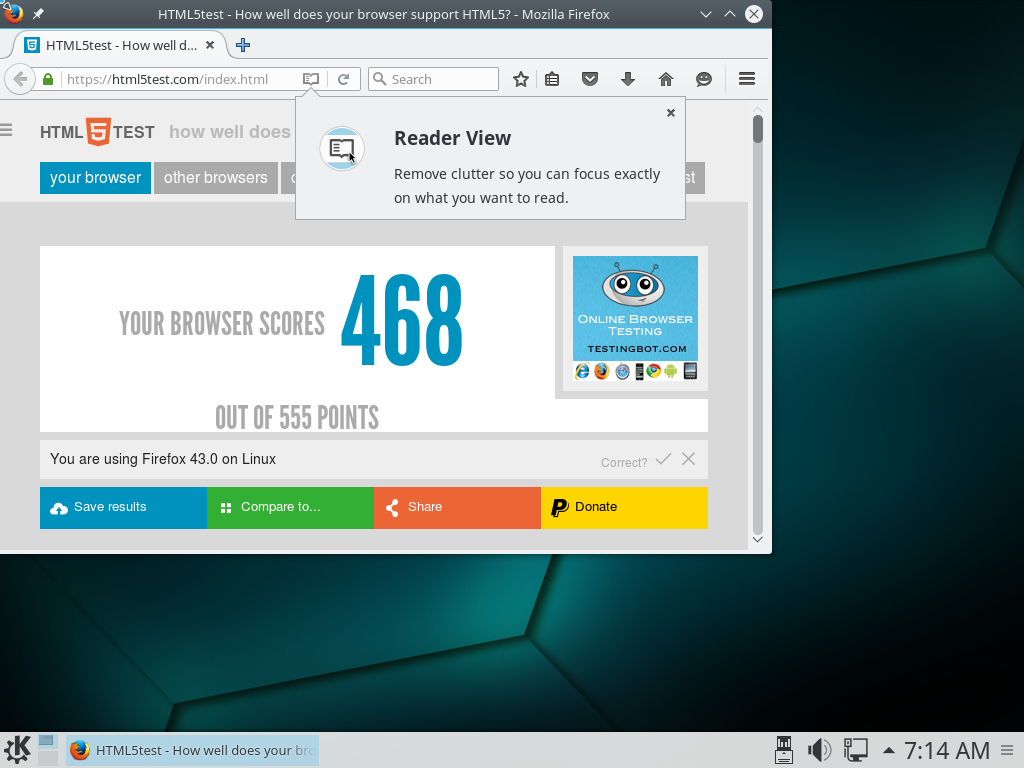 HTML5test - How well does your browser support HTML5? - Mozilla Firefox
HTML5test - How well d...
https://html5test.com/index.html
Search
HTML 5 TEST how well does
Reader View
Remove clutter so you can focus exactly
on what you want to read.
your browser
other browsers
YOUR BROWSER SCORES 468
OUT OF 555 POINTS
ONLINE BROWSER
TESTING
TESTINGBOT.COM
You are using Firefox 43.0 on Linux
Correct?
Save results
Compare to...
Share
Donate
HTML5test - How well does your bro
7:14 AM